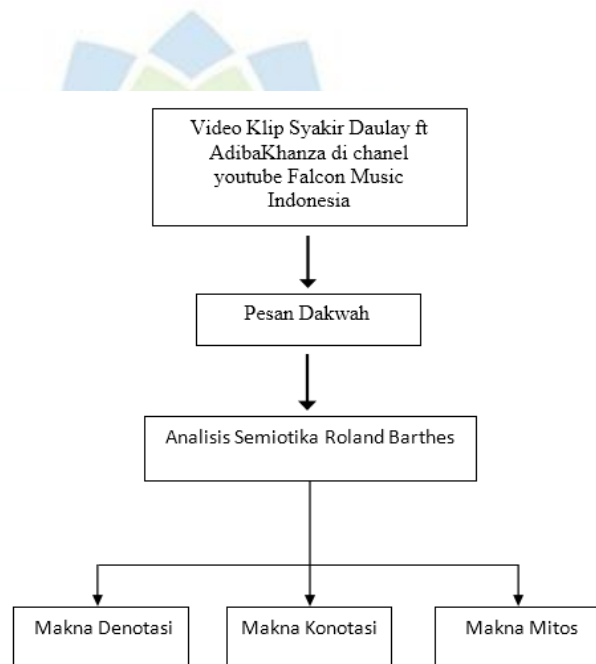 Video Klip Syakir Daulay ft
AdibaKhanza di chanel
youtube Falcon Music
Indonesia
Pesan Dakwah
Analisis Semiotika Roland Barthes
Makna Denotasi
Makna Konotasi
Makna Mitos